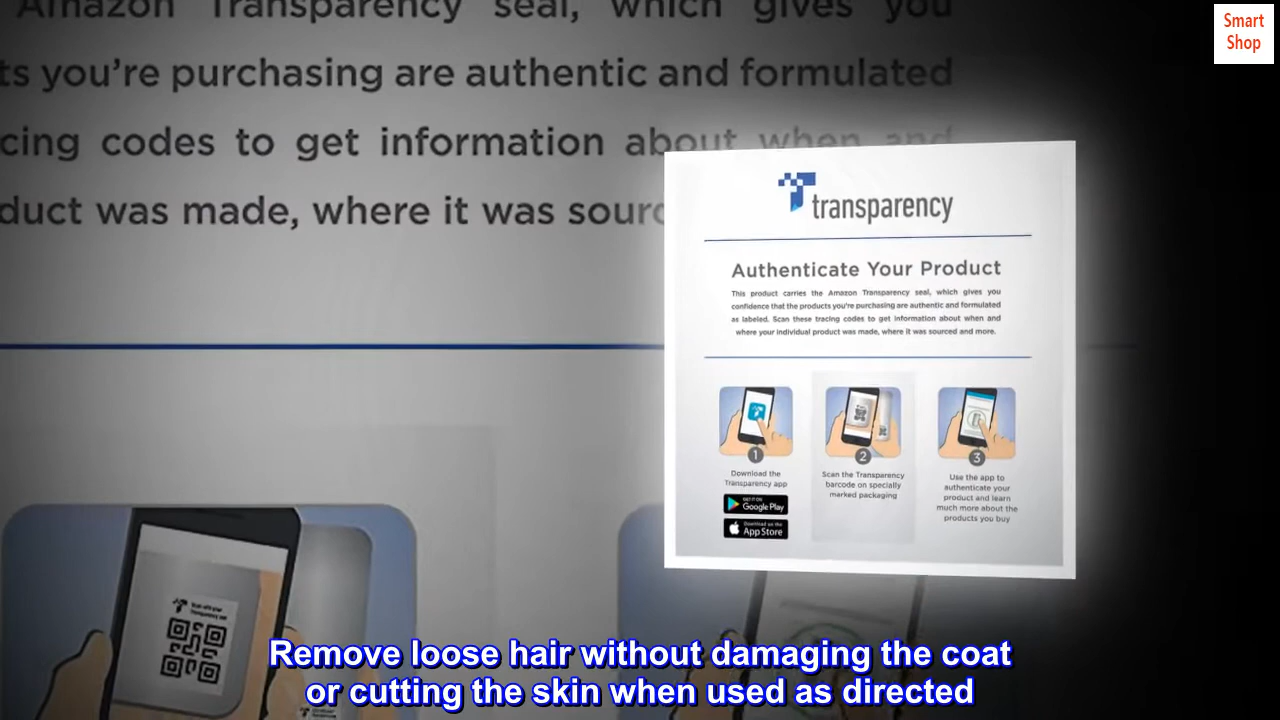 Amazon Transparency seal, which gives you
ts you're purchasing are authentic and formulated
cing codes to get information about when and
duct was made, where it was sourc
Smart
Shop
transparency
Authenticate Your Product
This product carries the Amazon Transparency seal, which gives you
confidence that the products you're purchasing are authentic and formulated
as labeled. Scan these tracing codes to get information about when and
where your individual product was made, where it was sourced and more.
1
Download the
Transparency app
GET IT ON
Google Play
Download on the
App Store
2
Scan the Transparency
barcode on specially
marked packaging
3
Use the app to
authenticate your
product and learn
much more about the
products you buy
Scan with your
Transparency app
Remove loose hair without damaging the coat
or cutting the skin when used as directed